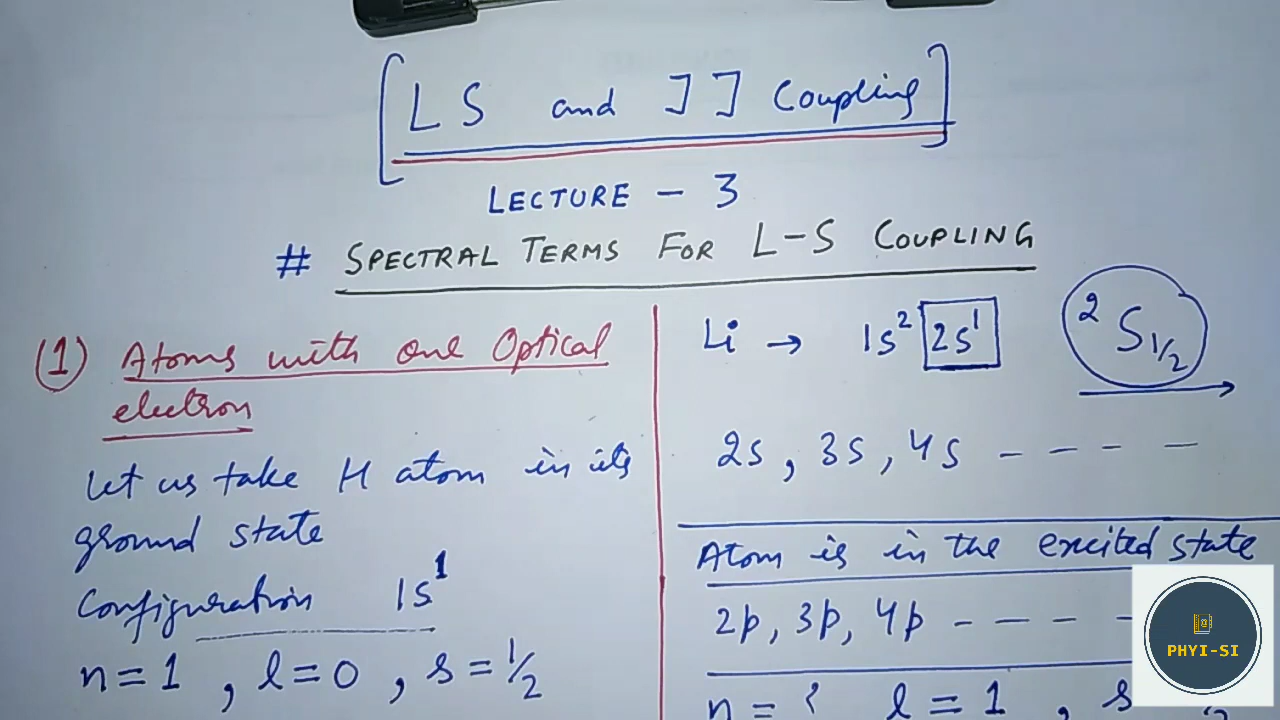 [LS and JJ Coupling]
LECTURE - 3
# SPECTRAL TERMS FOR L-S COUPLING
(1) Atoms with one Optical
electron
Let us take H atom in its
ground state
Configuration 1s¹
n=1, l=0, s=1/2
Li → 1s² 2s¹ ²S₁/₂
2s, 3s, 4s - - - -
Atom is in the excited state
2p, 3p, 4p - - - -
n = l = 1, s
PHYI-SI